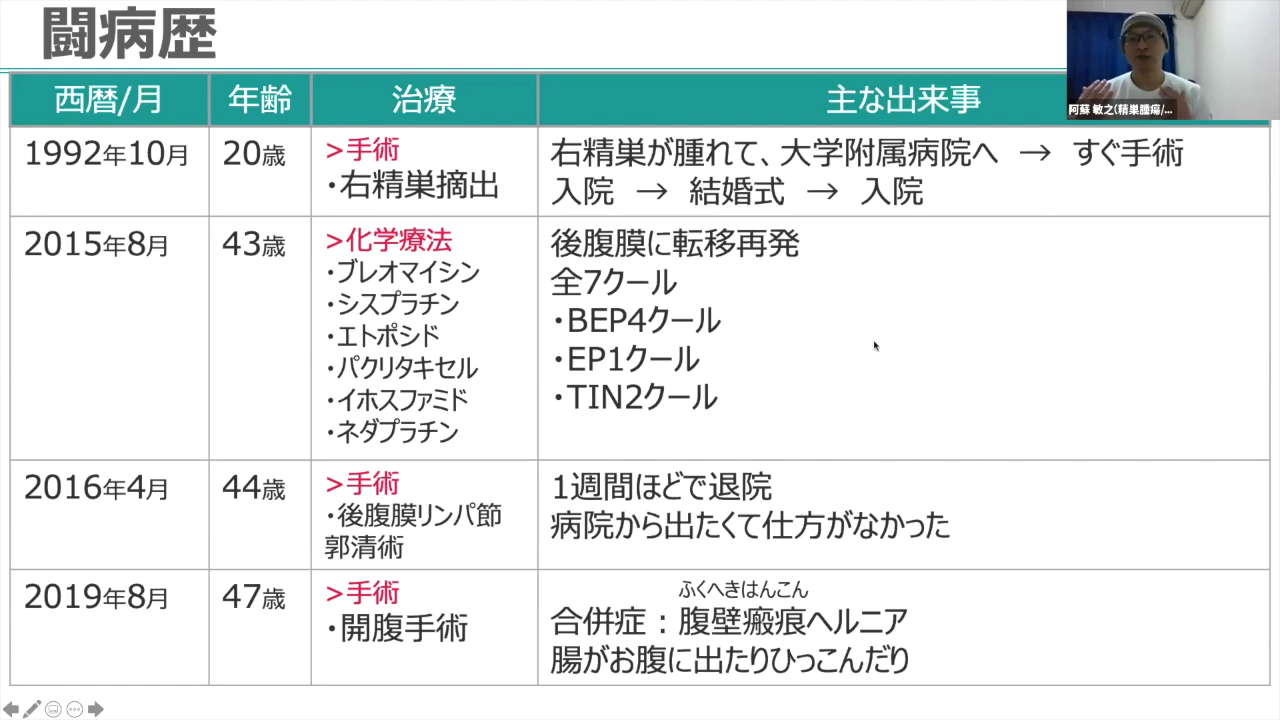 闘病歴
阿蘇 敏之(精巣腫瘍/...
西暦/月 年齢 治療 主な出来事
1992年10月 20歳
>手術
・右精巣摘出
右精巣が腫れて、大学附属病院へ → すぐ手術
入院 → 結婚式 → 入院
2015年8月 43歳
>化学療法
・ブレオマイシン
・シスプラチン
・エトポシド
・パクリタキセル
・イホスファミド
・ネダプラチン
後腹膜に転移再発
全7クール
・BEP4クール
・EP1クール
・TIN2クール
2016年4月 44歳
>手術
・後腹膜リンパ節
郭清術
1週間ほどで退院
病院から出たくて仕方がなかった
2019年8月 47歳
>手術
・開腹手術
ふくへきはんこん
合併症：腹壁瘢痕ヘルニア
腸がお腹に出たりひっこんだり